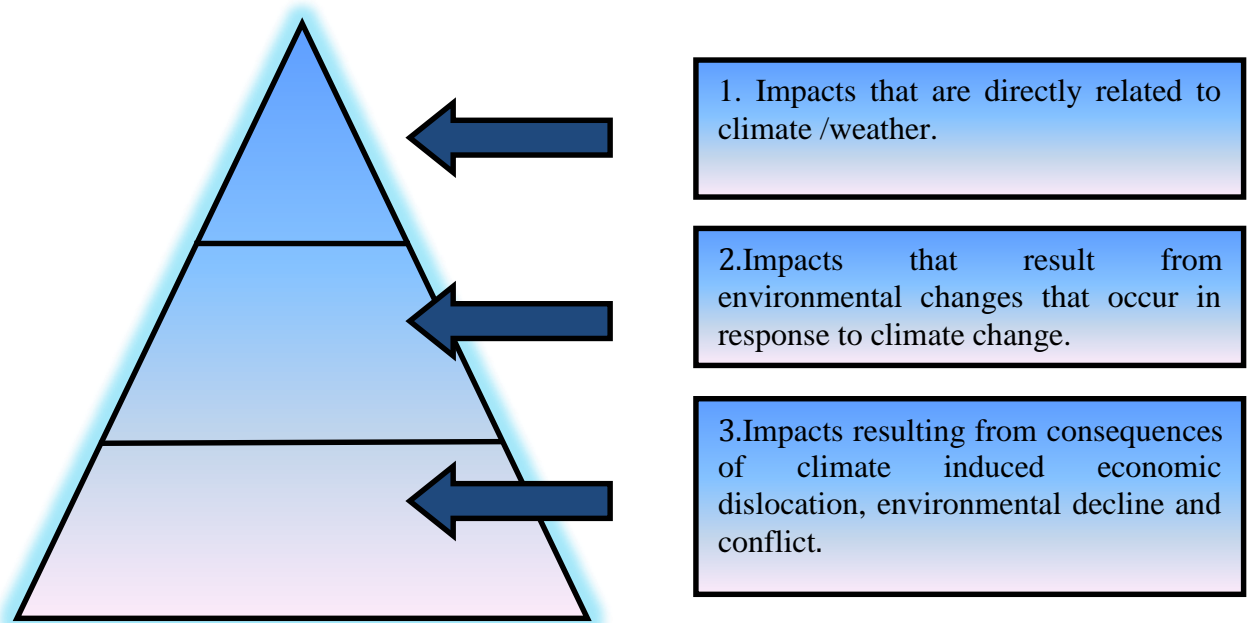 1. Impacts that are directly related to
climate /weather.
2.Impacts that result from
environmental changes that occur in
response to climate change.
3.Impacts resulting from consequences
of climate induced economic
dislocation, environmental decline and
conflict.